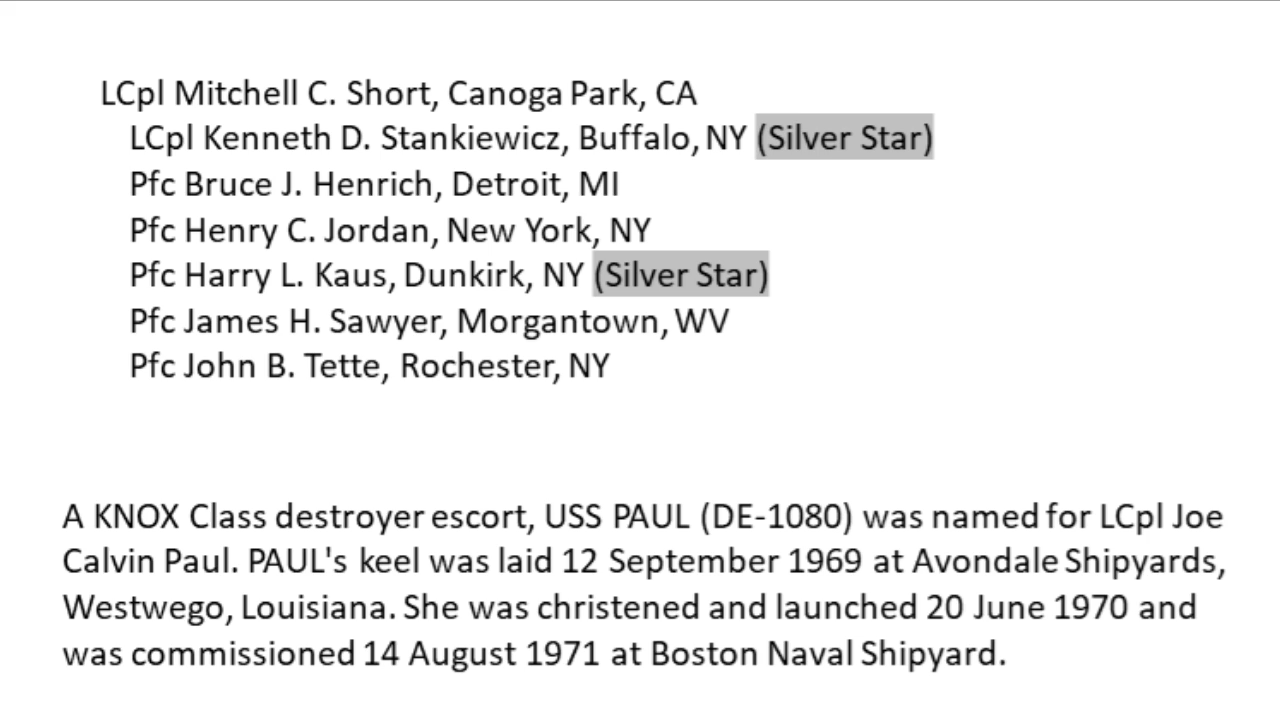 LCpl Mitchell C. Short, Canoga Park, CA
LCpl Kenneth D. Stankiewicz, Buffalo, NY (Silver Star)
Pfc Bruce J. Henrich, Detroit, MI
Pfc Henry C. Jordan, New York, NY
Pfc Harry L. Kaus, Dunkirk, NY (Silver Star)
Pfc James H. Sawyer, Morgantown, WV
Pfc John B. Tette, Rochester, NY
A KNOX Class destroyer escort, USS PAUL (DE-1080) was named for LCpl Joe
Calvin Paul. PAUL's keel was laid 12 September 1969 at Avondale Shipyards,
Westwego, Louisiana. She was christened and launched 20 June 1970 and
was commissioned 14 August 1971 at Boston Naval Shipyard.